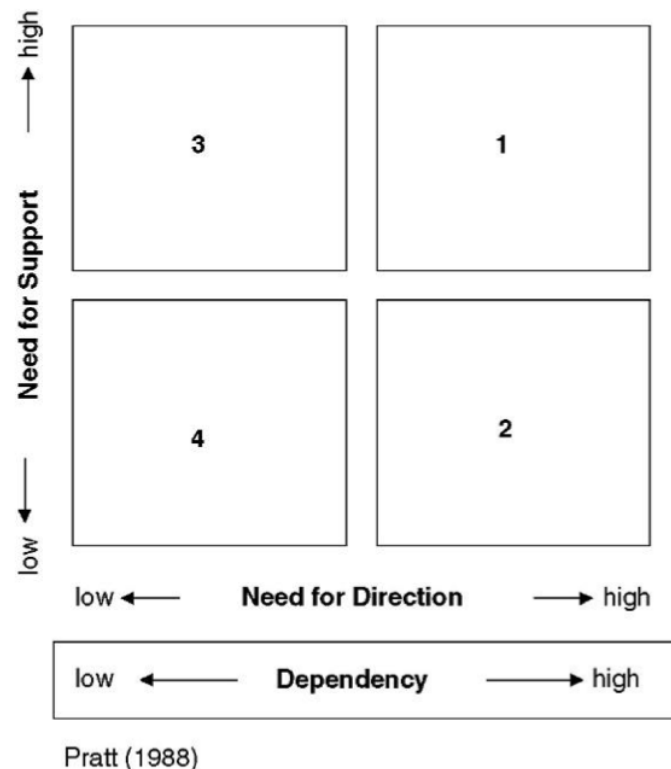 high
3
1
Need for Support
4
2
low
low Need for Direction high
low Dependency high
Pratt (1988)